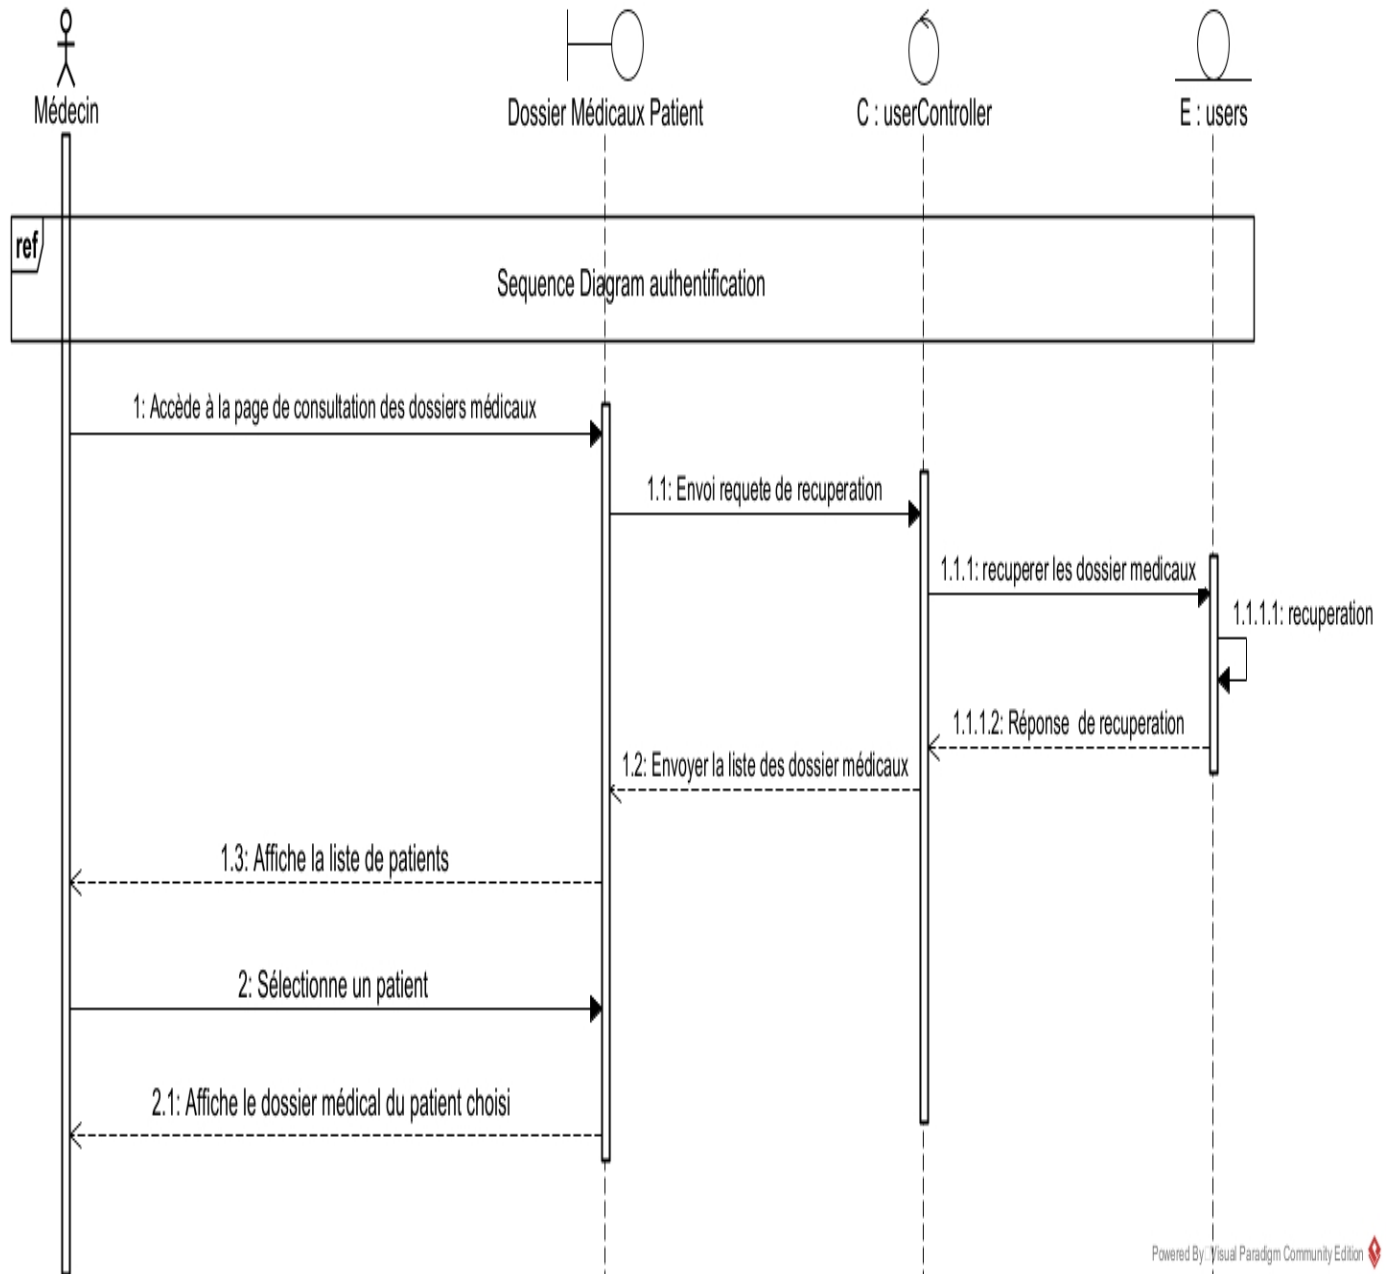 Médecin
Dossier Médicaux Patient
C : userController
E : users
ref
Sequence Diagram authentification
1: Accède à la page de consultation des dossiers médicaux
1.1: Envoi requete de recuperation
1.1.1: recuperer les dossier medicaux
1.1.1.1: recuperation
1.1.1.2: Réponse  de recuperation
1.2: Envoyer la liste des dossier médicaux
1.3: Affiche la liste de patients
2: Sélectionne un patient
2.1: Affiche le dossier médical du patient choisi
Powered By Visual Paradigm Community Edition